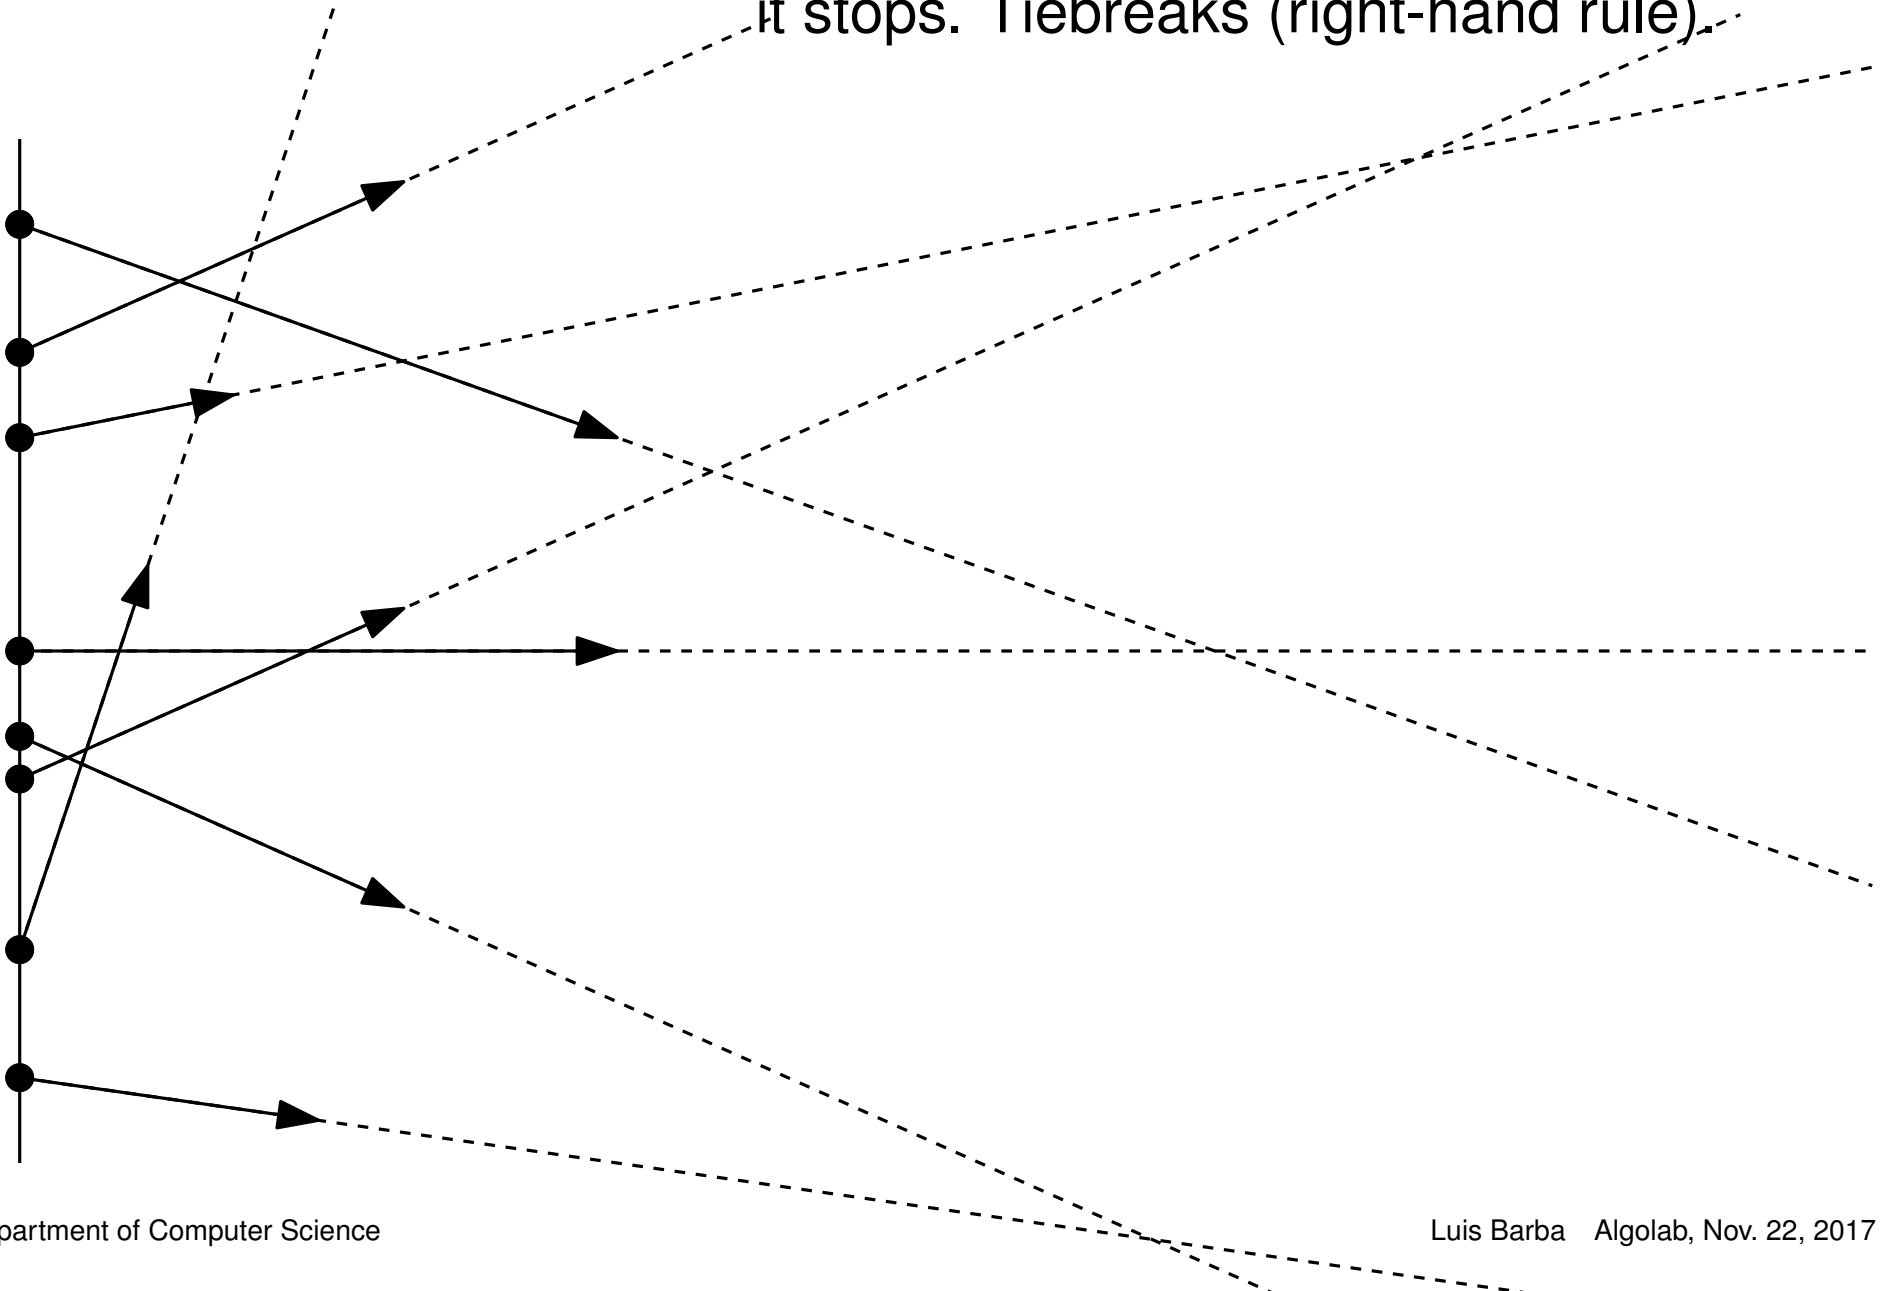 it stops. Tiebreaks (right-hand rule).
partment of Computer Science
Luis Barba Algolab, Nov. 22, 2017